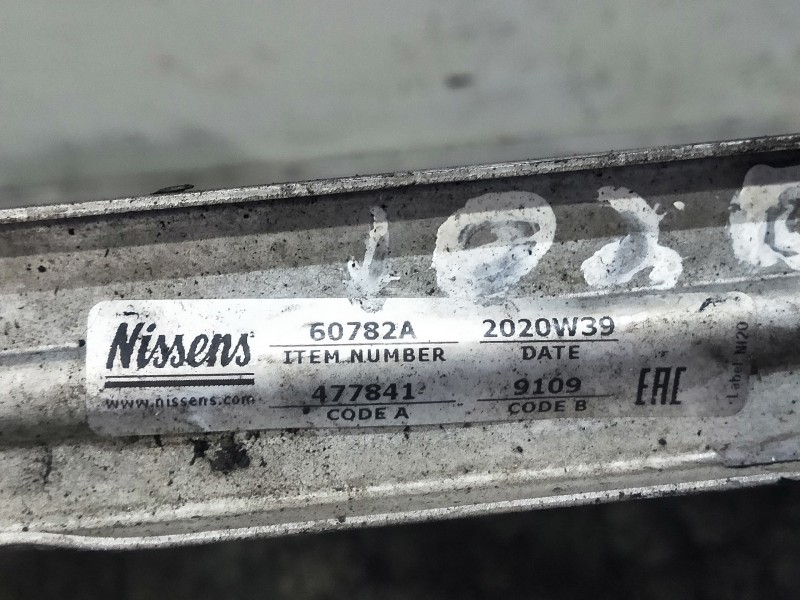 Nissens
www.nissens.com
60782A
ITEM NUMBER
2020W39
DATE
477841
CODE A
9109
CODE B
EAC
Label NI20